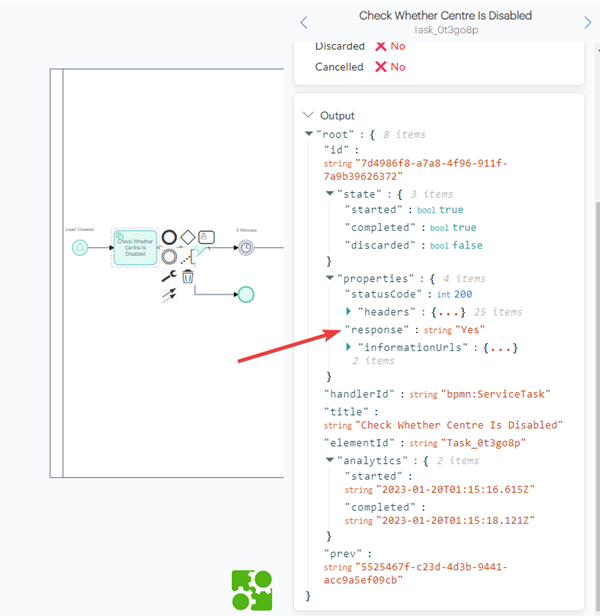 Check Whether Centre Is Disabled
Task_0t3go8p
Discarded ❌ No
Cancelled ❌ No
Output
"root" : { 8 items
"id" :
string "7d4986f8-a7a8-4f96-911f-
7a9b39626372"
"state" : { 3 items
"started" : bool true
"completed" : bool true
"discarded" : bool false
}
"properties" : { 4 items
"statusCode" : int 200
"headers" : {...} 25 items
"response" : string "Yes"
"informationUrls" : {...}
2 items
}
"handlerId" : string "bpmn:ServiceTask"
"title" :
string "Check Whether Centre Is Disabled"
"elementId" : string "Task_0t3go8p"
"analytics" : { 2 items
"started" :
string "2023-01-20T01:15:16.615Z"
"completed" :
string "2023-01-20T01:15:18.121Z"
}
"prev" :
string "5525467f-c23d-4d3b-9441-
acc9a5ef09cb"
}
Lead Created
Check Whether
Centre Is
Disabled
5 Minutes